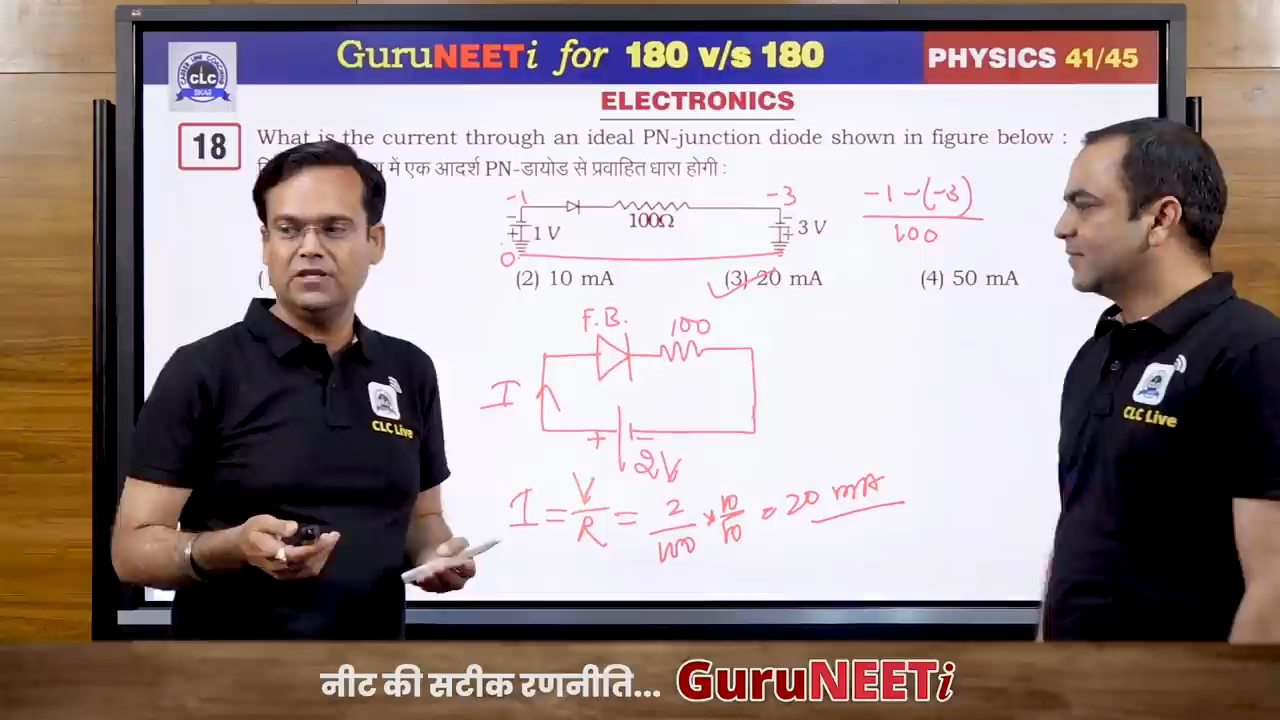 GuruNEETi for 180 v/s 180
PHYSICS 41/45
CLC
ELECTRONICS
18
What is the current through an ideal PN-junction diode shown in figure below :
में एक आदर्श PN-डायोड से प्रवाहित धारा होगी :
-1
-3
100Ω
1 V
3 V
0
-1-(-3)
100
(2) 10 mA
(3) 20 mA
(4) 50 mA
F.B.
100
I
+ -
2V
I = V/R = 2/100 × 10/10 = 20 mA
CLC Live
CLC Live
नीट की सटीक रणनीति... GuruNEETi